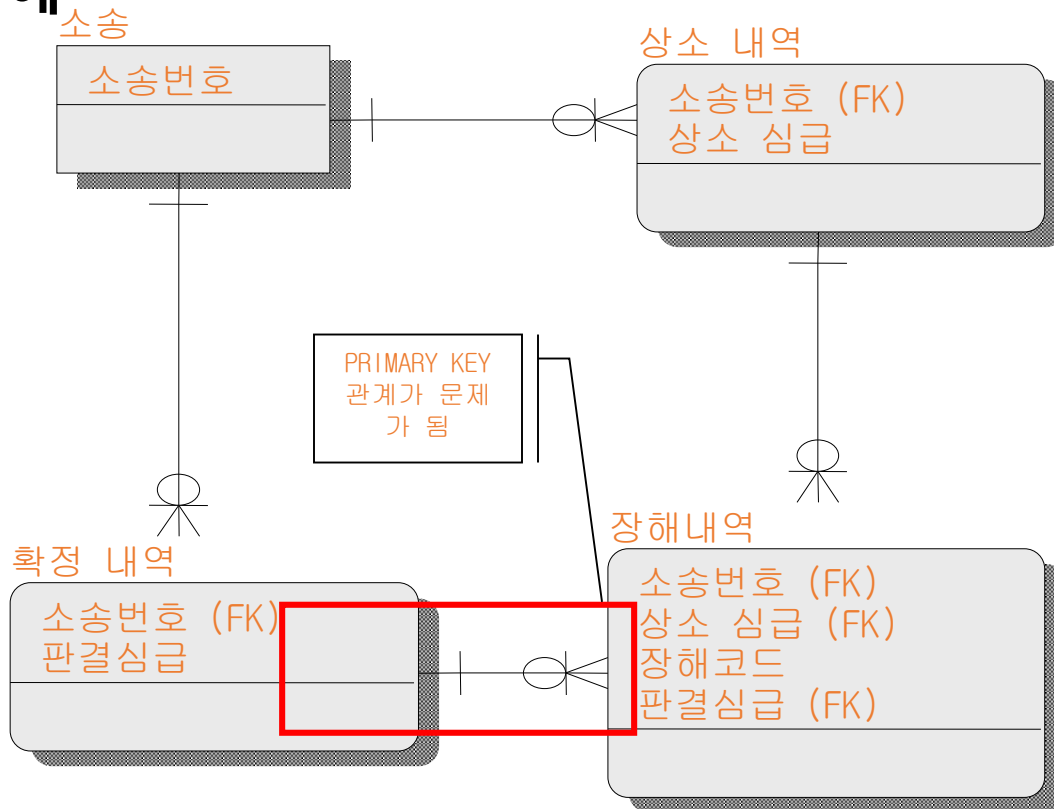 소송
소송번호
상소 내역
소송번호 (FK)
상소 심급
PRIMARY KEY
관계가 문제
가 됨
확정 내역
소송번호 (FK)
판결심급
장해내역
소송번호 (FK)
상소 심급 (FK)
장해코드
판결심급 (FK)